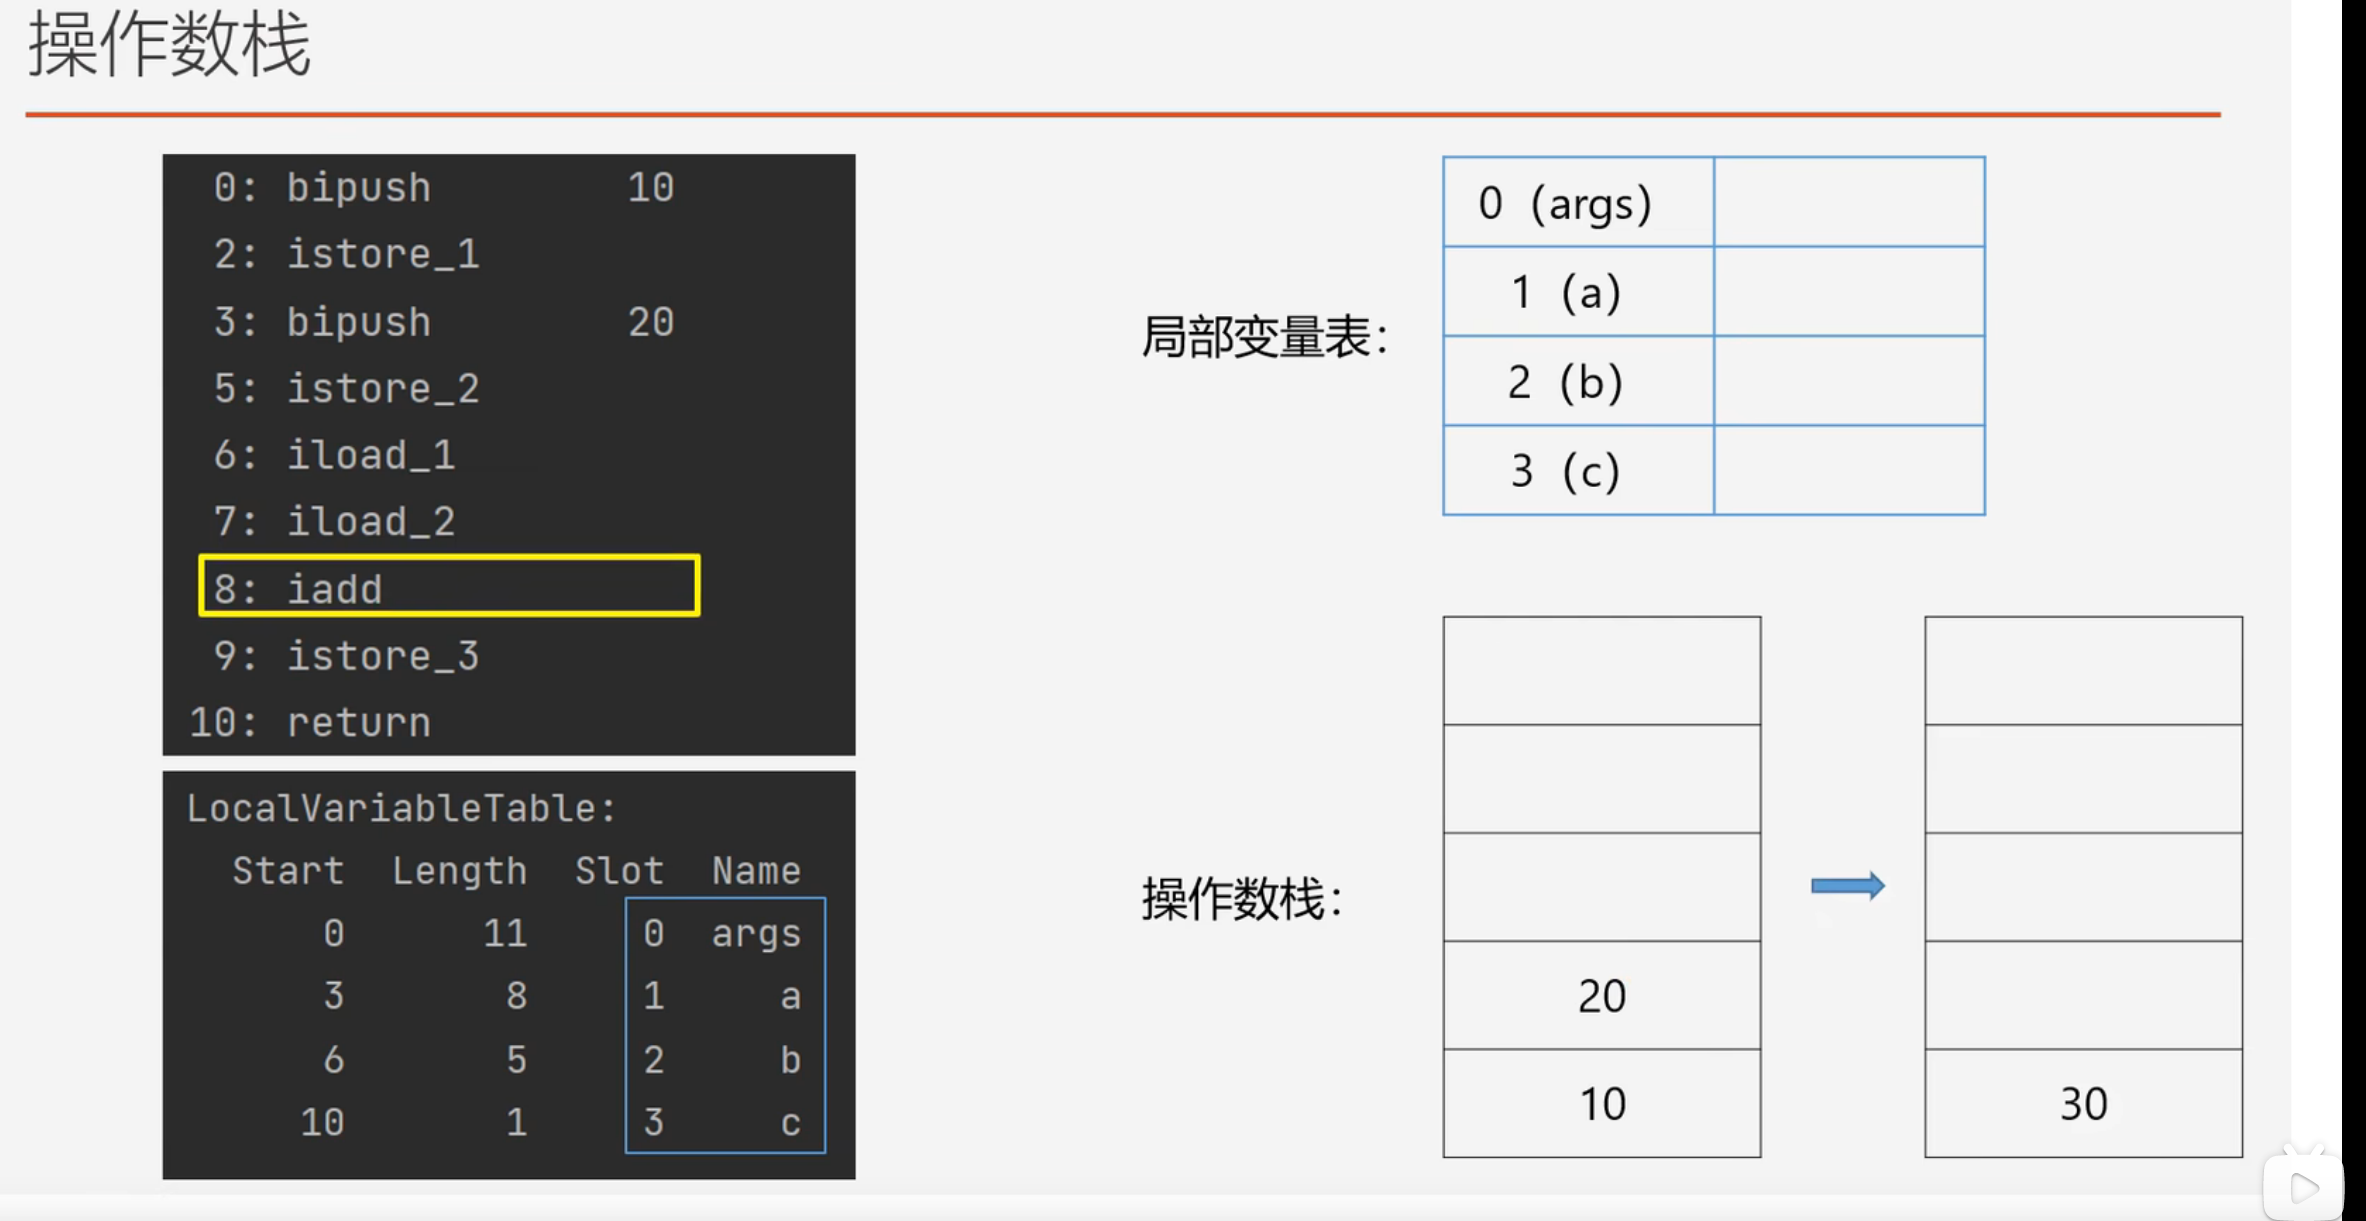 操作数栈
0: bipush 10
2: istore_1
3: bipush 20
5: istore_2
6: iload_1
7: iload_2
8: iadd
9: istore_3
10: return
LocalVariableTable:
Start Length Slot Name
0 11 0 args
3 8 1 a
6 5 2 b
10 1 3 c
局部变量表：
0（args）
1（a）
2（b）
3（c）
操作数栈：
20
10
30